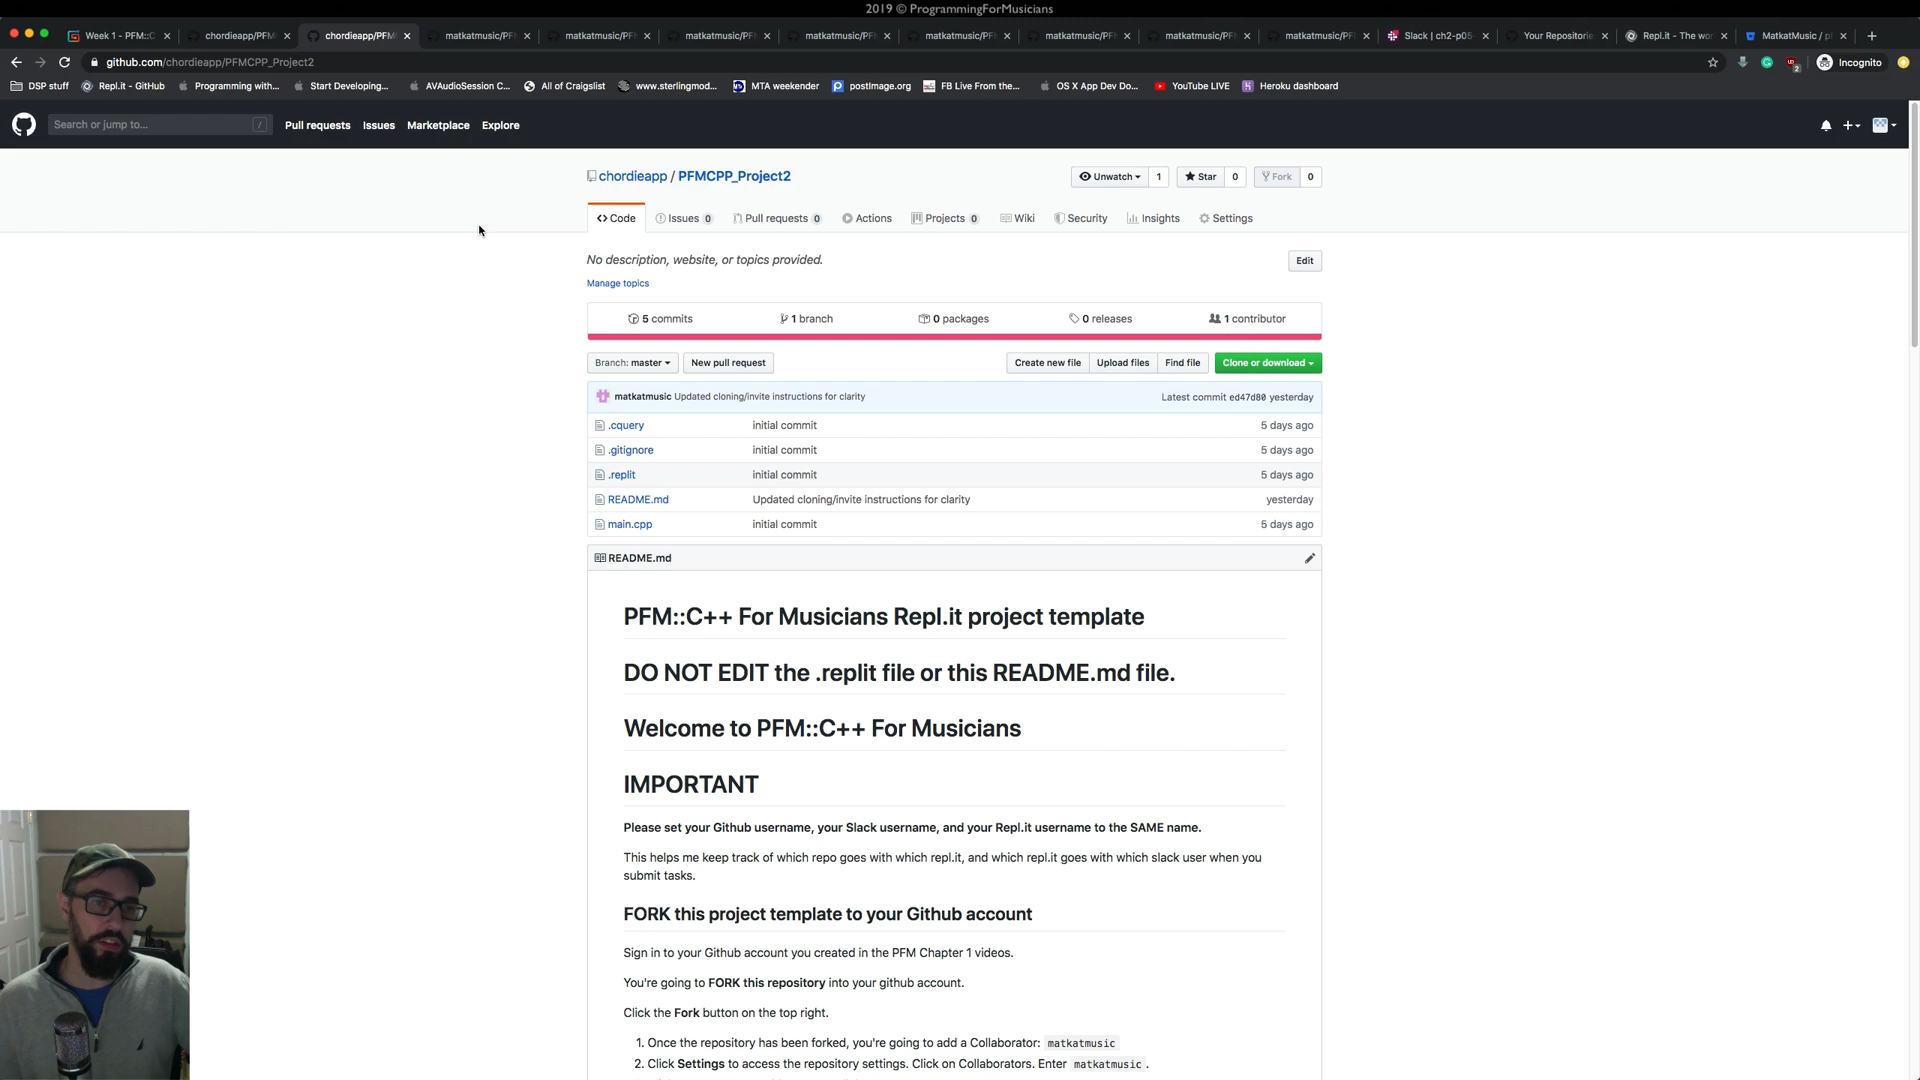 2019 © ProgrammingForMusicians
Week 1 - PFM::C
chordieapp/PFM
chordieapp/PFM
matkatmusic/PF
matkatmusic/PF
matkatmusic/PF
matkatmusic/PF
matkatmusic/PF
matkatmusic/PF
matkatmusic/PF
matkatmusic/PF
Slack | ch2-p05
Your Repositorie
Repl.it - The wor
MatkatMusic / p
github.com/chordieapp/PFMCPP_Project2
Incognito
DSP stuff
Repl.it - GitHub
Programming with...
Start Developing...
AVAudioSession C...
All of Craigslist
www.sterlingmod...
MTA weekender
postimage.org
FB Live From the...
OS X App Dev Do...
YouTube LIVE
Heroku dashboard
Search or jump to... /
Pull requests
Issues
Marketplace
Explore
chordieapp / PFMCPP_Project2
Unwatch 1
Star 0
Fork 0
Code
Issues 0
Pull requests 0
Actions
Projects 0
Wiki
Security
Insights
Settings
No description, website, or topics provided.
Edit
Manage topics
5 commits
1 branch
0 packages
0 releases
1 contributor
Branch: master
New pull request
Create new file
Upload files
Find file
Clone or download
matkatmusic Updated cloning/invite instructions for clarity
Latest commit ed47d80 yesterday
.cquery initial commit 5 days ago
.gitignore initial commit 5 days ago
.replit initial commit 5 days ago
README.md Updated cloning/invite instructions for clarity yesterday
main.cpp initial commit 5 days ago
README.md
PFM::C++ For Musicians Repl.it project template
DO NOT EDIT the .replit file or this README.md file.
Welcome to PFM::C++ For Musicians
IMPORTANT
Please set your Github username, your Slack username, and your Repl.it username to the SAME name.
This helps me keep track of which repo goes with which repl.it, and which repl.it goes with which slack user when you
submit tasks.
FORK this project template to your Github account
Sign in to your Github account you created in the PFM Chapter 1 videos.
You're going to FORK this repository into your github account.
Click the Fork button on the top right.
1. Once the repository has been forked, you're going to add a Collaborator: matkatmusic
2. Click Settings to access the repository settings. Click on Collaborators. Enter matkatmusic .